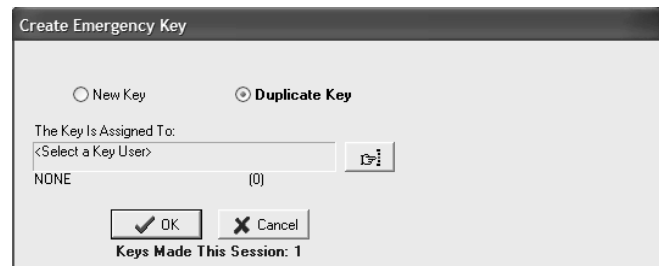 Create Emergency Key
New Key Duplicate Key
The Key Is Assigned To:
<Select a Key User>
NONE (0)
OK Cancel
Keys Made This Session: 1